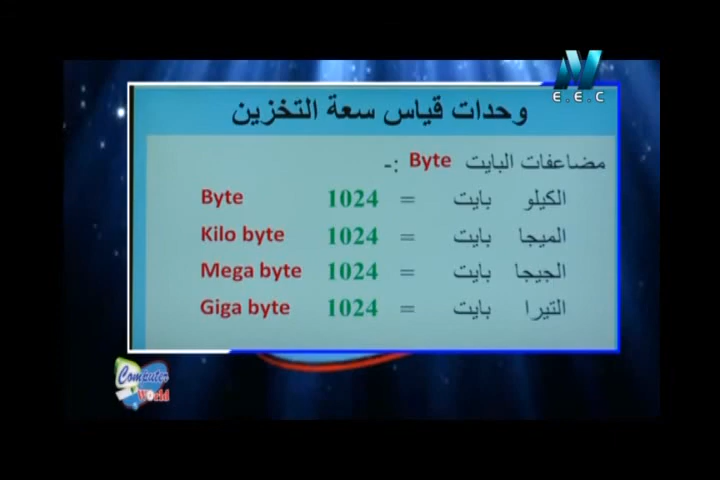 E.E.C
وحدات قياس سعة التخزين
مضاعفات البايت Byte :-
الكيلو بايت = 1024 Byte
الميجا بايت = 1024 Kilo byte
الجيجا بايت = 1024 Mega byte
التيرا بايت = 1024 Giga byte
Computer
World